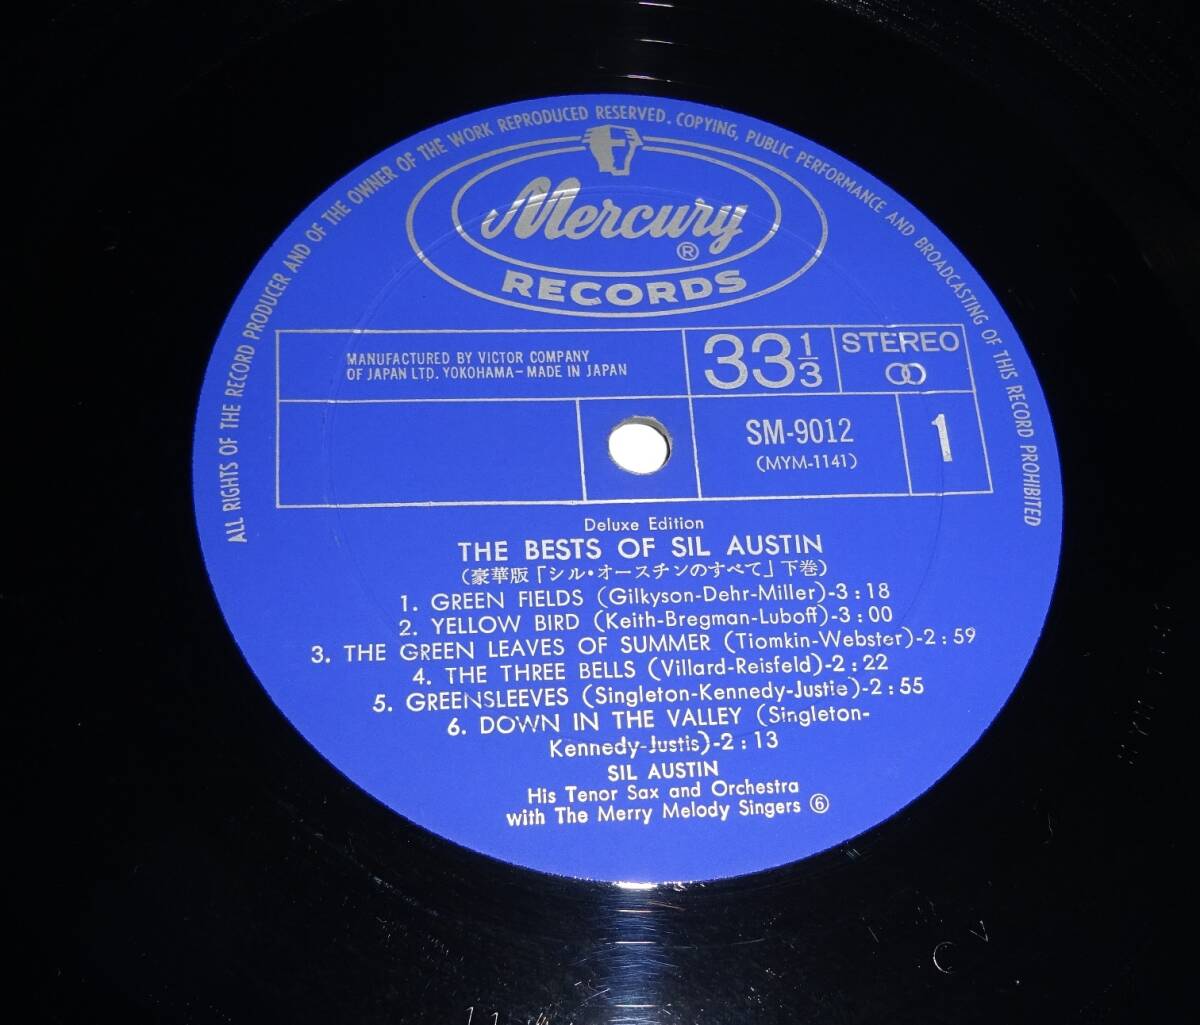 ALL RIGHTS OF THE RECORD PRODUCER AND OF THE OWNER OF THE WORK REPRODUCED RESERVED. COPYING, PUBLIC PERFORMANCE AND BROADCASTING OF THIS RECORD PROHIBITED
Mercury ®
RECORDS
MANUFACTURED BY VICTOR COMPANY
OF JAPAN LTD. YOKOHAMA-MADE IN JAPAN
33 1/3
STEREO
SM-9012
(MYM-1141)
1
Deluxe Edition
THE BESTS OF SIL AUSTIN
(豪華版「シル・オースチンのすべて」下巻)
1. GREEN FIELDS (Gilkyson-Dehr-Miller)-3:18
2. YELLOW BIRD (Keith-Bregman-Luboff)-3:00
3. THE GREEN LEAVES OF SUMMER (Tiomkin-Webster)-2:59
4. THE THREE BELLS (Villard-Reisfeld)-2:22
5. GREENSLEEVES (Singleton-Kennedy-Justie)-2:55
6. DOWN IN THE VALLEY (Singleton-
Kennedy-Justis)-2:13
SIL AUSTIN
His Tenor Sax and Orchestra
with The Merry Melody Singers ⑥